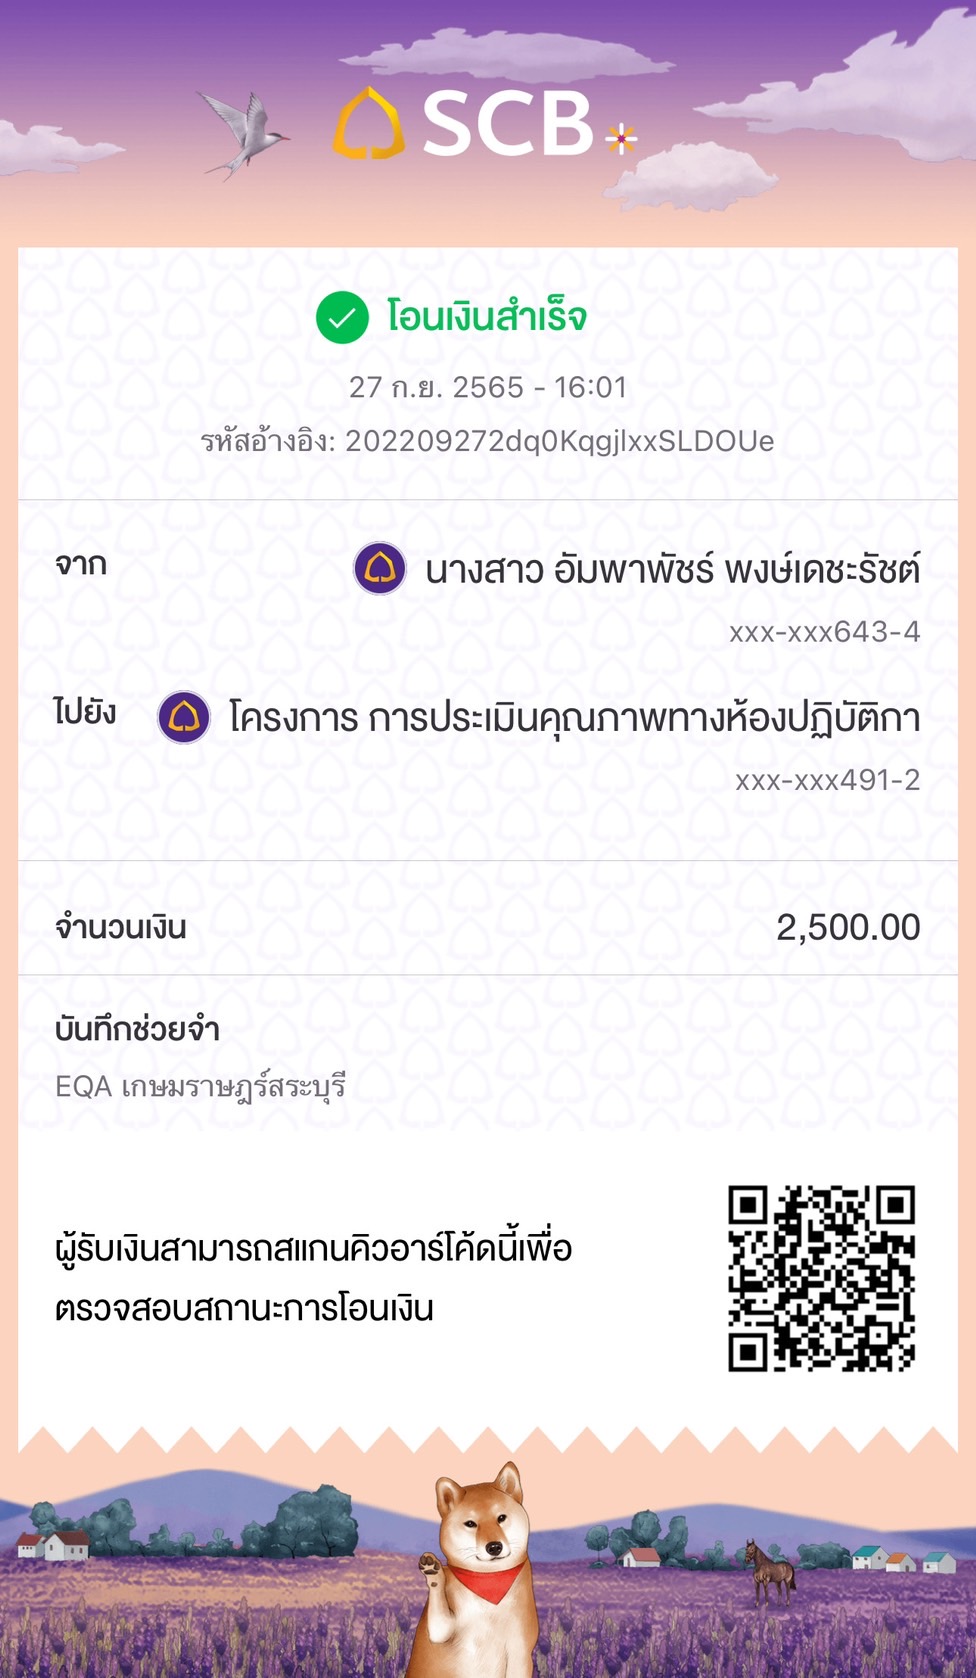 SCB
โอนเงินสำเร็จ
27 ก.ย. 2565 - 16:01
รหัสอ้างอิง: 202209272dq0KqgjlxxSLDOUe
จาก
นางสาว อัมพาพัชร์ พงษ์เดชะรัชต์
xxx-xxx643-4
ไปยัง
โครงการ การประเมินคุณภาพทางห้องปฏิบัติกา
xxx-xxx491-2
จำนวนเงิน
2,500.00
บันทึกช่วยจำ
EQA เกษมราษฎร์สระบุรี
ผู้รับเงินสามารถสแกนคิวอาร์โค้ดนี้เพื่อ
ตรวจสอบสถานะการโอนเงิน